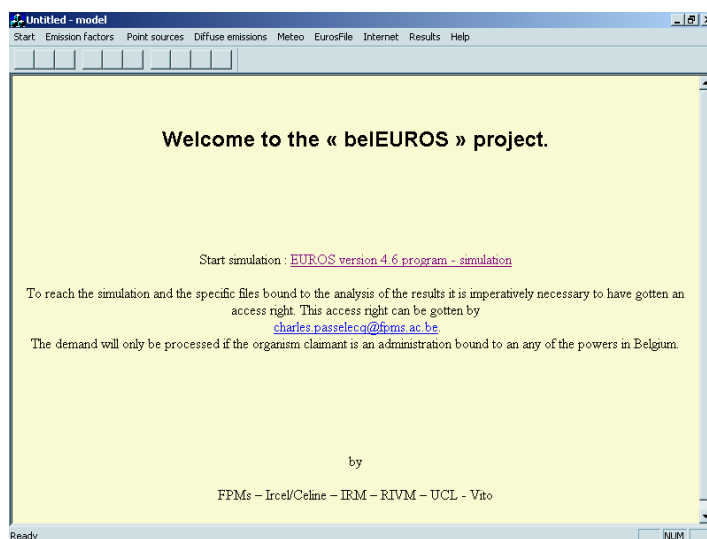 Untitled - model
Start Emission factors Point sources Diffuse emissions Meteo EurosFile Internet Results Help
Welcome to the « belEUROS » project.
Start simulation : EUROS version 4.6 program - simulation
To reach the simulation and the specific files bound to the analysis of the results it is imperatively necessary to have gotten an
access right. This access right can be gotten by
charles.passelecq@fpms.ac.be.
The demand will only be processed if the organism claimant is an administration bound to an any of the powers in Belgium.
by
FPMs – Ircel/Celine – IRM – RIVM – UCL - Vito
Ready NUM